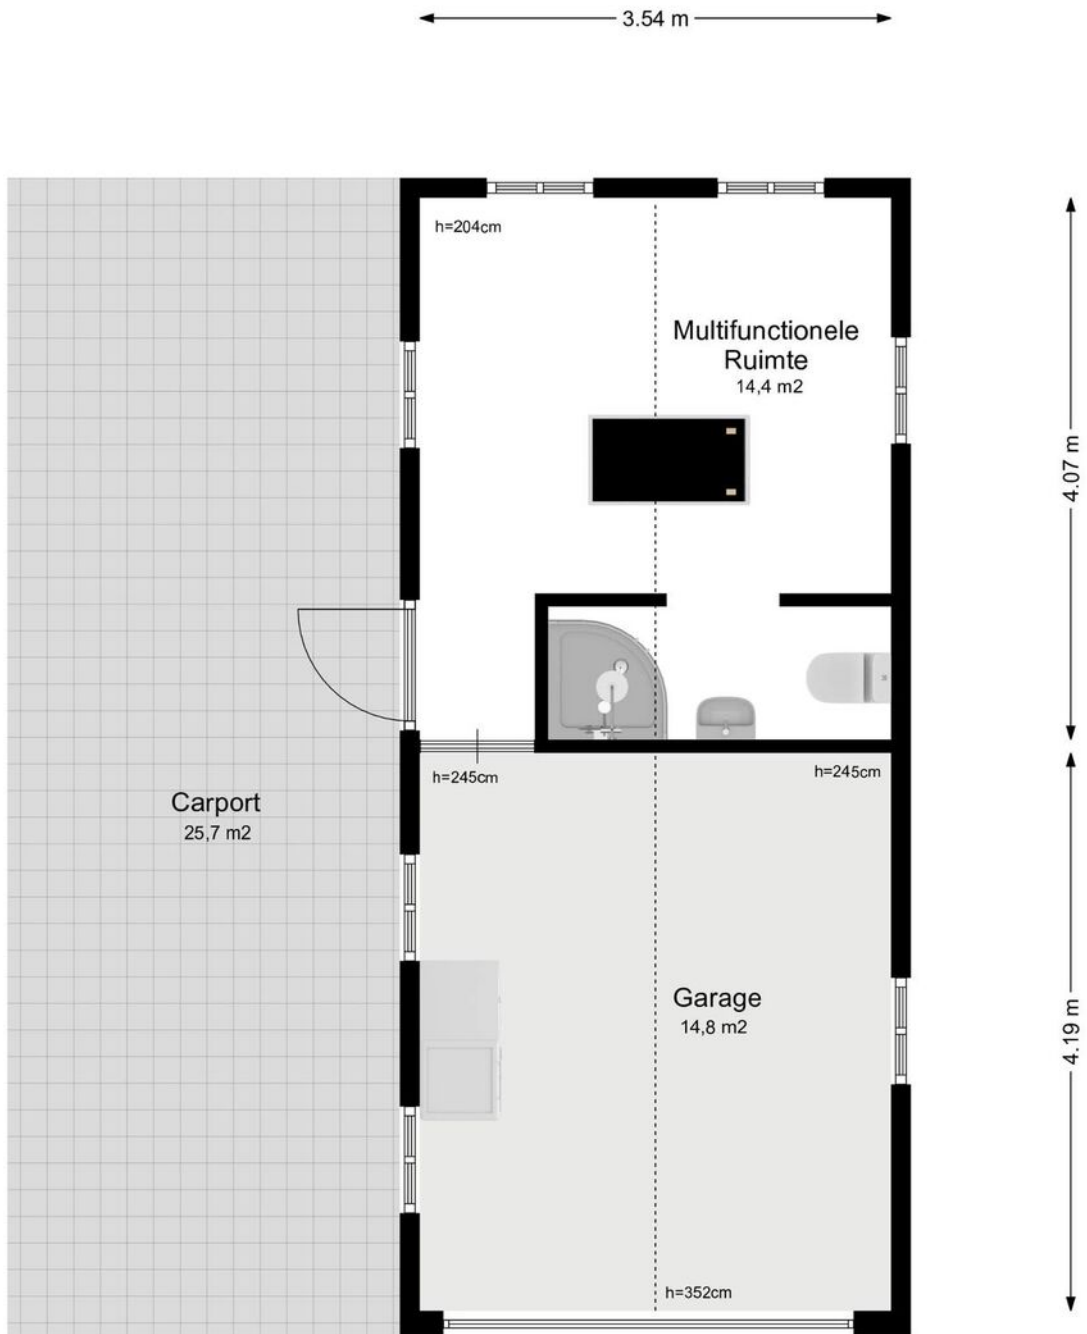 3.54 m
h=204cm
Multifunctionele
Ruimte
14,4 m2
4.07 m
h=245cm
h=245cm
Carport
25,7 m2
Garage
14,8 m2
4.19 m
h=352cm